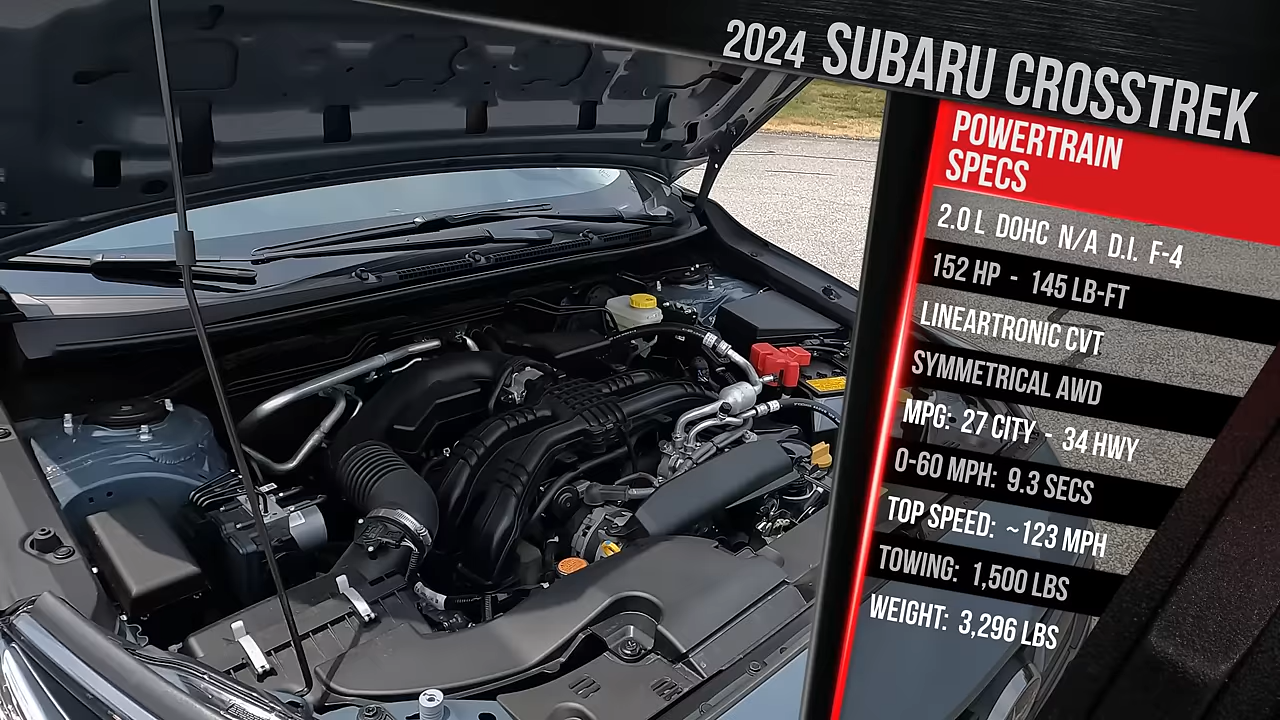 2024 SUBARU CROSSTREK
POWERTRAIN
SPECS
2.0 L DOHC N/A D.I. F-4
152 HP - 145 LB-FT
LINEARTRONIC CVT
SYMMETRICAL AWD
MPG: 27 CITY - 34 HWY
0-60 MPH: 9.3 SECS
TOP SPEED: ~123 MPH
TOWING: 1,500 LBS
WEIGHT: 3,296 LBS